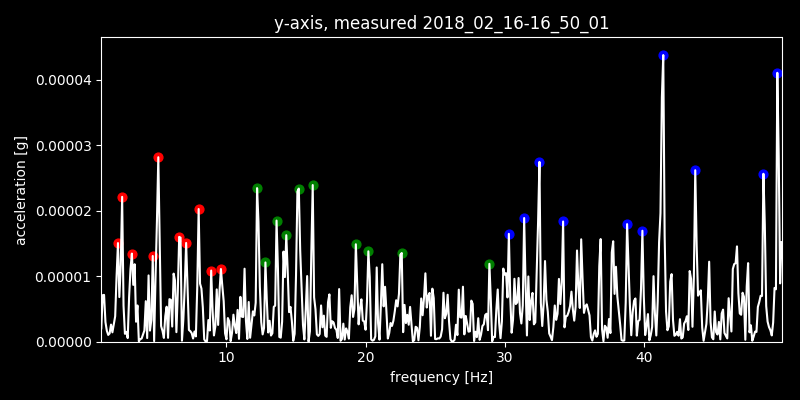 y-axis, measured 2018_02_16-16_50_01
0.00004
0.00003
0.00002
0.00001
0.00000
acceleration [g]
10 20 30 40
frequency [Hz]